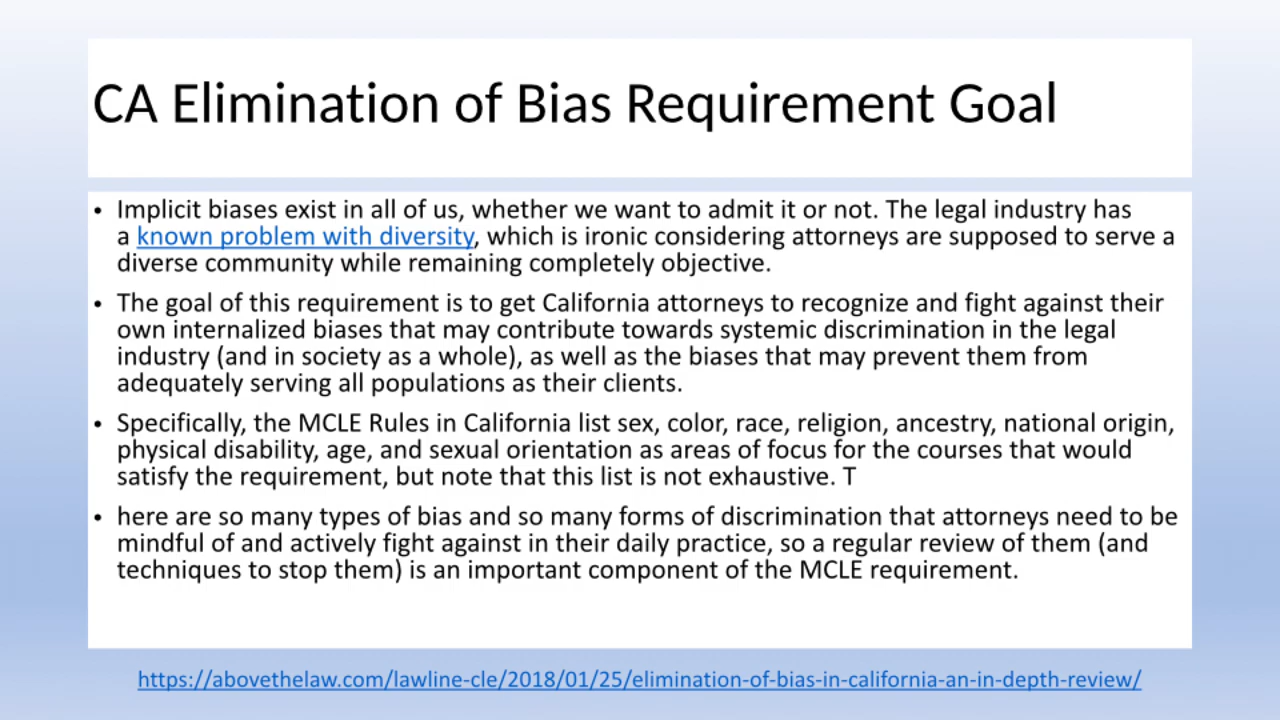 CA Elimination of Bias Requirement Goal
• Implicit biases exist in all of us, whether we want to admit it or not. The legal industry has
a known problem with diversity, which is ironic considering attorneys are supposed to serve a
diverse community while remaining completely objective.
• The goal of this requirement is to get California attorneys to recognize and fight against their
own internalized biases that may contribute towards systemic discrimination in the legal
industry (and in society as a whole), as well as the biases that may prevent them from
adequately serving all populations as their clients.
• Specifically, the MCLE Rules in California list sex, color, race, religion, ancestry, national origin,
physical disability, age, and sexual orientation as areas of focus for the courses that would
satisfy the requirement, but note that this list is not exhaustive. T
• here are so many types of bias and so many forms of discrimination that attorneys need to be
mindful of and actively fight against in their daily practice, so a regular review of them (and
techniques to stop them) is an important component of the MCLE requirement.
https://abovethelaw.com/lawline-cle/2018/01/25/elimination-of-bias-in-california-an-in-depth-review/